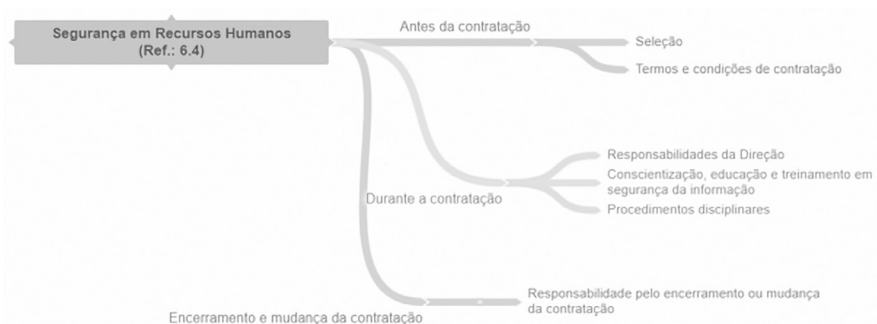 Segurança em Recursos Humanos
(Ref.: 6.4)
Antes da contratação
Seleção
Termos e condições de contratação
Durante a contratação
Responsabilidades da Direção
Conscientização, educação e treinamento em
segurança da informação
Procedimentos disciplinares
Encerramento e mudança da contratação
Responsabilidade pelo encerramento ou mudança
da contratação